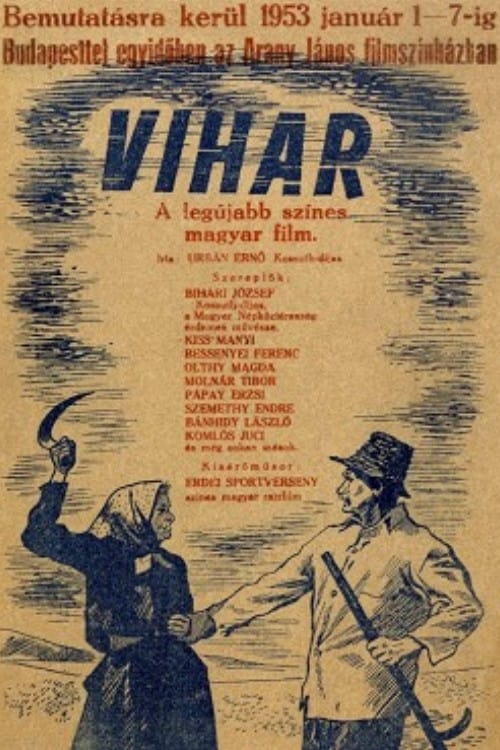 Bemutatásra kerül 1953 január 1—7-ig
Budapesttel egyidőben az Arany János filmszínházban
VIHAR
A legújabb színes
magyar film.
Irta: URBÁN ERNŐ Kossuth-díjas
Szereplők:
BIHARI JÓZSEF
Kossuth-díjas,
a Magyar Népköztársaság
érdemes művésze,
KISS MANYI
BESSENYEI FERENC
OLTHY MAGDA
MOLNÁR TIBOR
PÁPAY ERZSI
SZEMETHY ENDRE
BÁNHIDY LÁSZLÓ
KOMLÓS JUCI
és még sokan mások.
Kisérőműsor:
ERDEI SPORTVERSENY
színes magyar rajzfilm